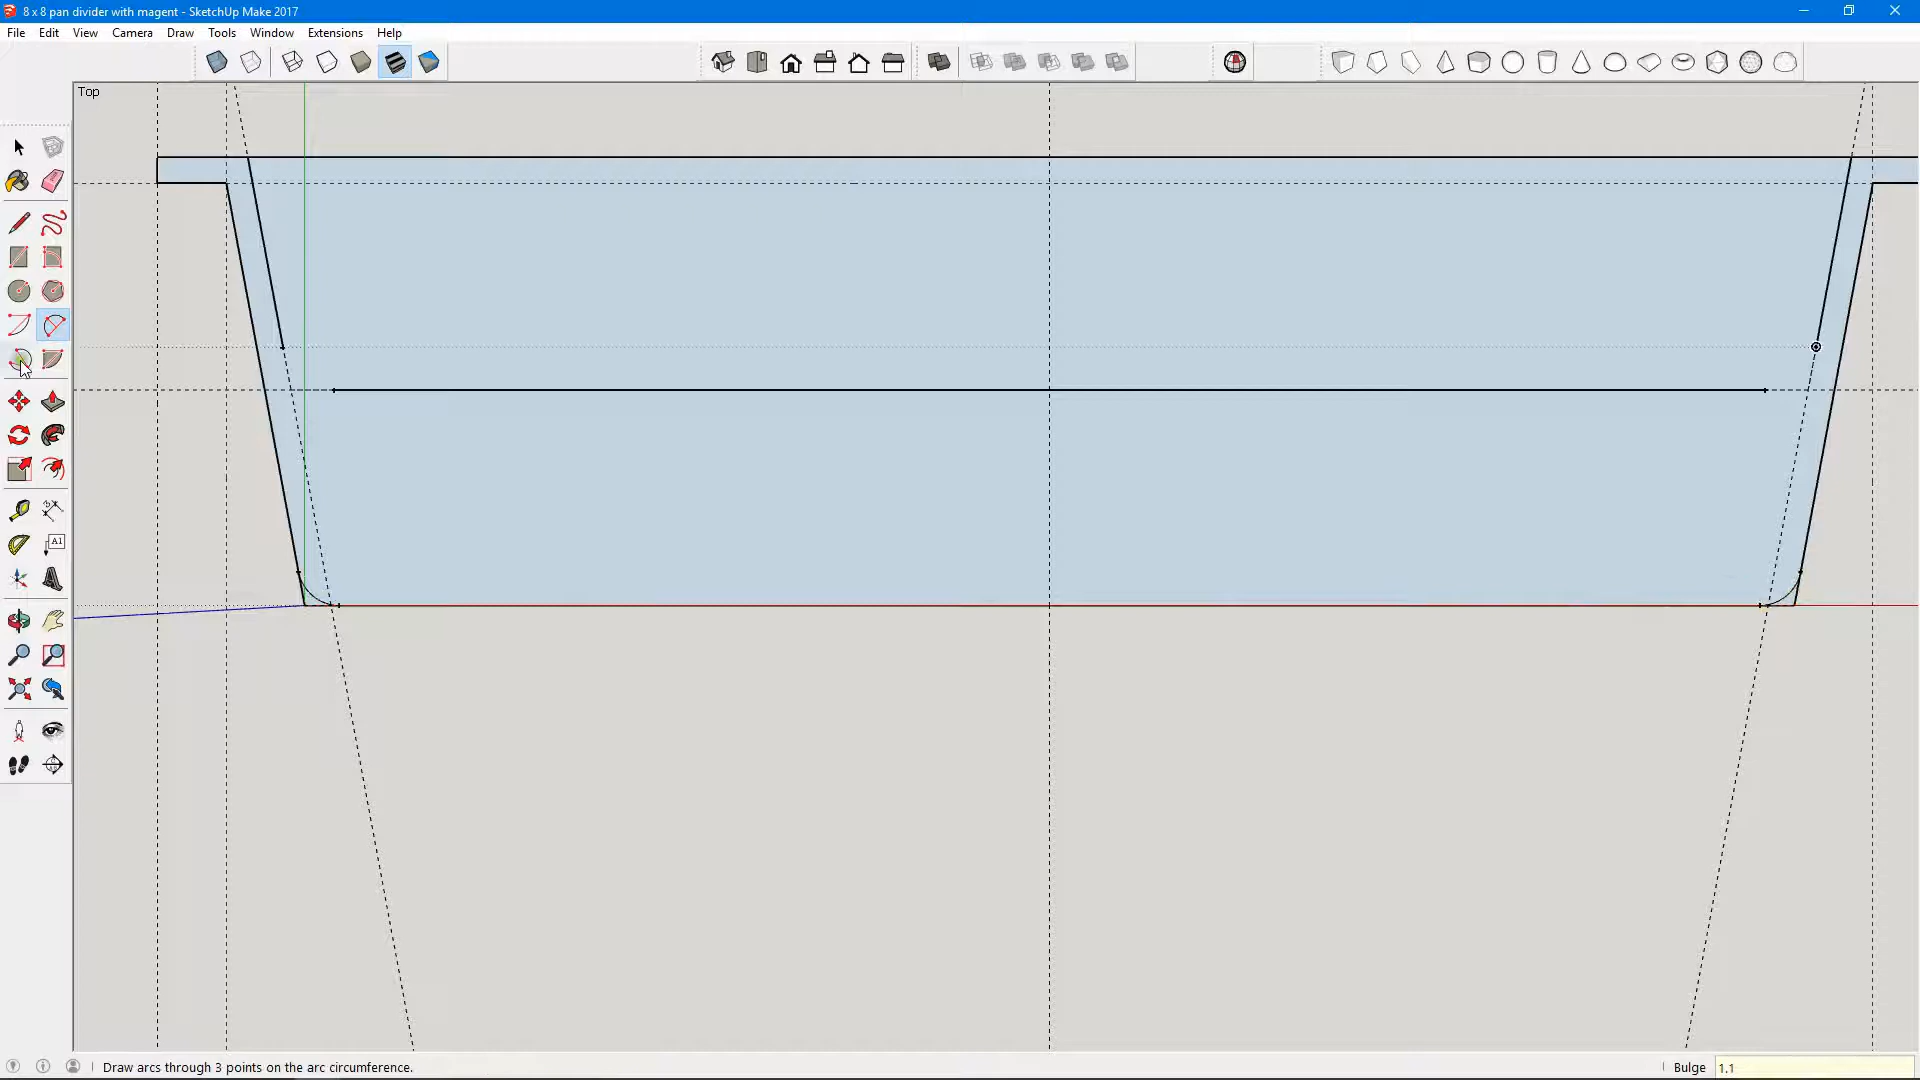 8 x 8 pan divider with magent - SketchUp Make 2017
File Edit View Camera Draw Tools Window Extensions Help
Top
A1
Draw arcs through 3 points on the arc circumference.
Bulge 1.1